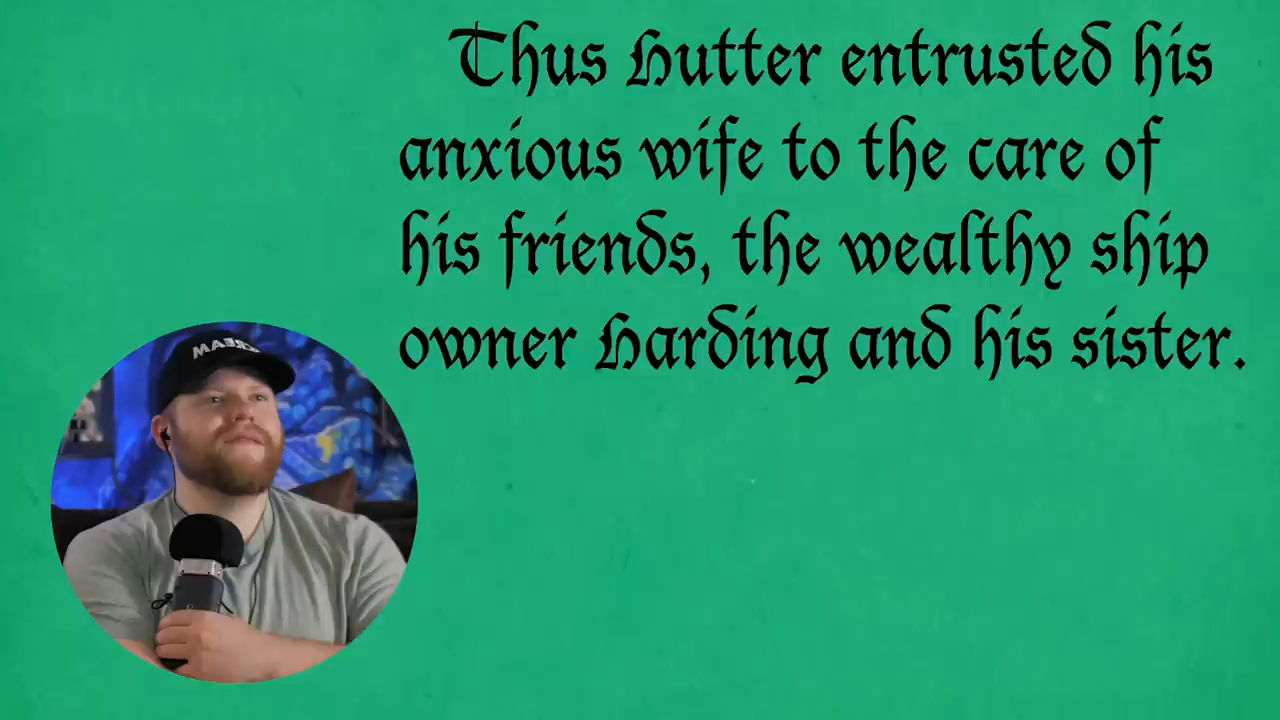 Thus Hutter entrusted his
anxious wife to the care of
his friends, the wealthy ship
owner Harding and his sister.